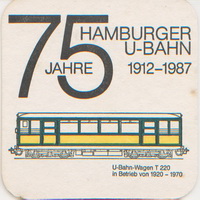 75 HAMBURGER
U-BAHN
JAHRE 1912–1987
U-Bahn-Wagen T 220
in Betrieb von 1920 – 1970